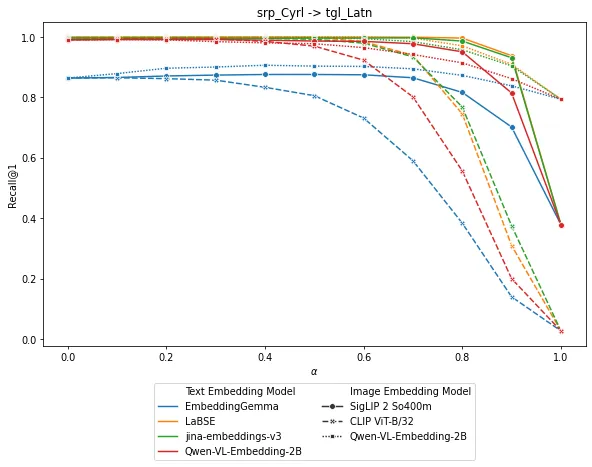 srp_Cyrl -> tgl_Latn
1.0
0.8
0.6
0.4
0.2
0.0
Recall@1
0.0 0.2 0.4 0.6 0.8 1.0
α
Text Embedding Model Image Embedding Model
EmbeddingGemma SigLIP 2 So400m
LaBSE CLIP ViT-B/32
jina-embeddings-v3 Qwen-VL-Embedding-2B
Qwen-VL-Embedding-2B